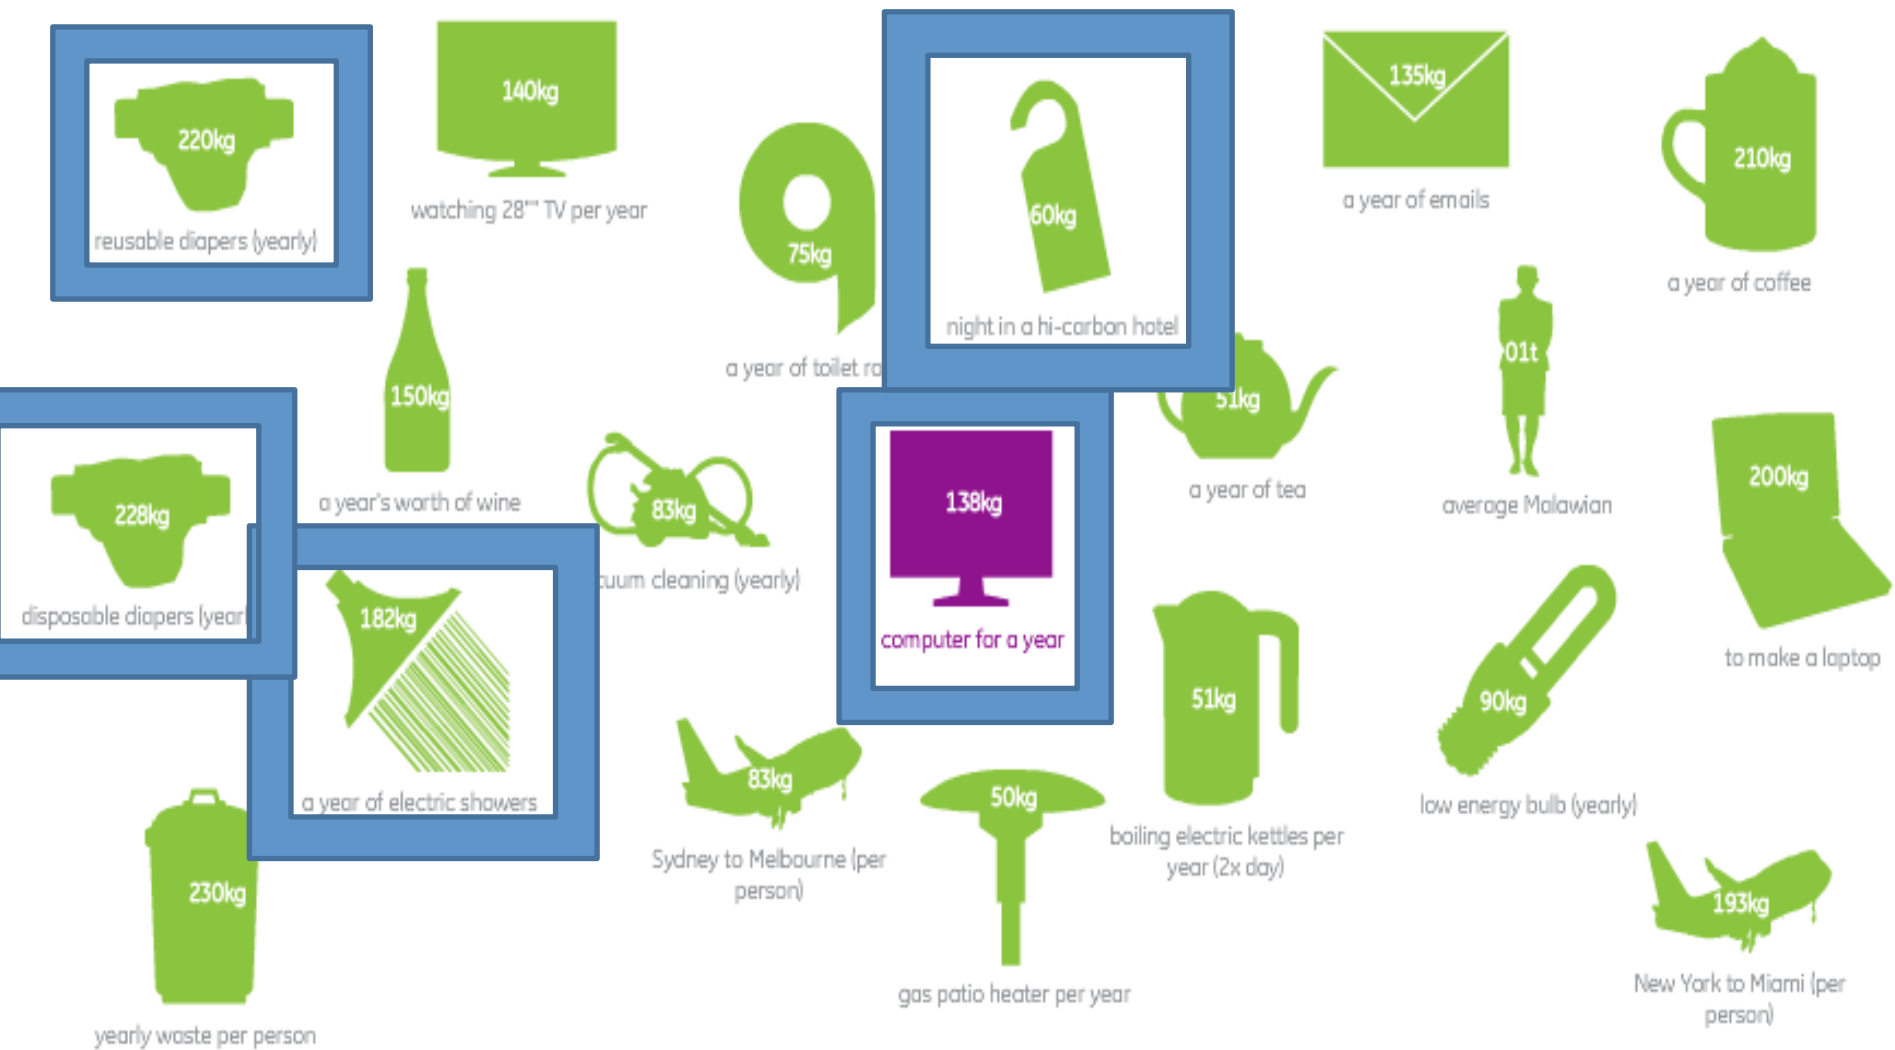 220kg
reusable diapers (yearly)
140kg
watching 28"" TV per year
75kg
a year of toilet
60kg
night in a hi-carbon hotel
135kg
a year of emails
210kg
a year of coffee
150kg
a year's worth of wine
83kg
cleaning (yearly)
138kg
computer for a year
51kg
a year of tea
01t
average Malawian
200kg
to make a laptop
228kg
disposable diapers
182kg
a year of electric showers
230kg
yearly waste per person
83kg
Sydney to Melbourne (per
person)
50kg
gas patio heater per year
51kg
boiling electric kettles per
year (2x day)
90kg
low energy bulb (yearly)
193kg
New York to Miami (per
person)